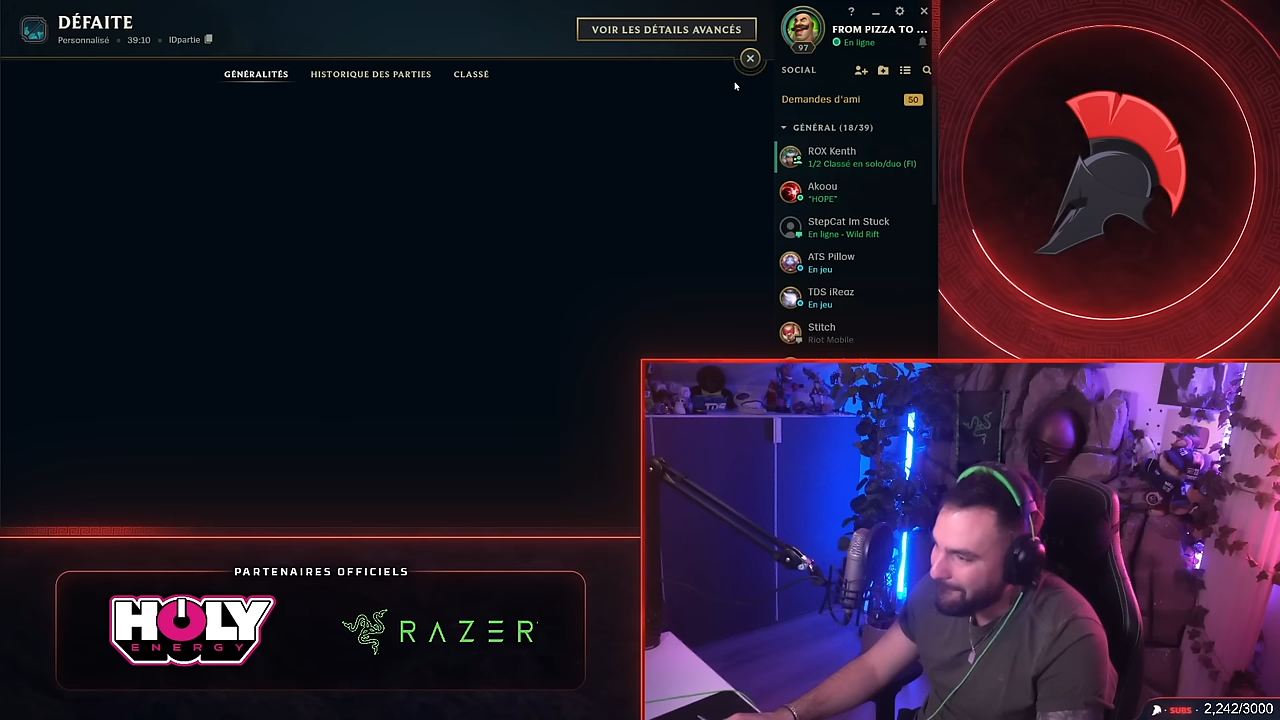 DÉFAITE
Personnalisé • 39:10 • IDpartie
VOIR LES DÉTAILS AVANCÉS
GÉNÉRALITÉS
HISTORIQUE DES PARTIES
CLASSÉ
97
FROM PIZZA TO ...
En ligne
SOCIAL
Demandes d'ami
50
GÉNÉRAL (18/39)
ROX Kenth
1/2 Classé en solo/duo (FI)
Akoou
"HOPE"
StepCat Im Stuck
En ligne - Wild Rift
ATS Pillow
En jeu
TDS iReaz
En jeu
Stitch
Riot Mobile
TDS
PARTENAIRES OFFICIELS
HOLY
ENERGY
RAZER
• SUBS • 2,242/3000